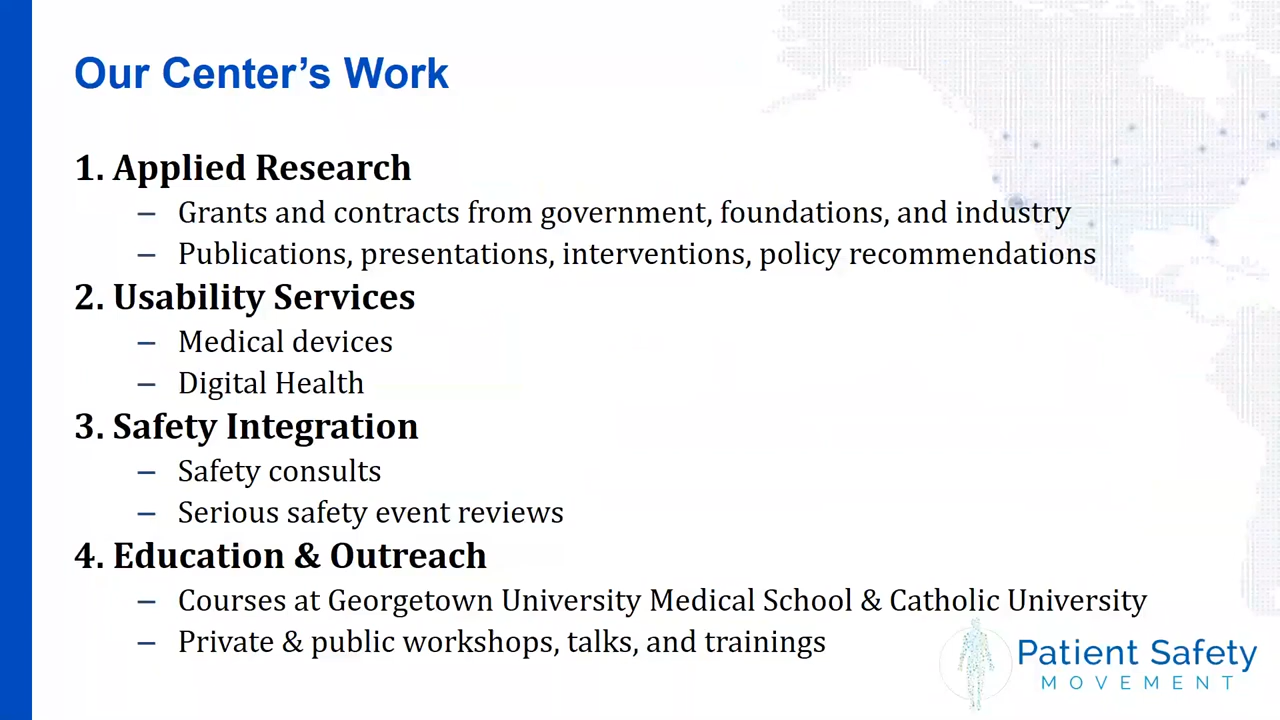 Our Center’s Work
1. Applied Research
– Grants and contracts from government, foundations, and industry
– Publications, presentations, interventions, policy recommendations
2. Usability Services
– Medical devices
– Digital Health
3. Safety Integration
– Safety consults
– Serious safety event reviews
4. Education & Outreach
– Courses at Georgetown University Medical School & Catholic University
– Private & public workshops, talks, and trainings
Patient Safety
MOVEMENT